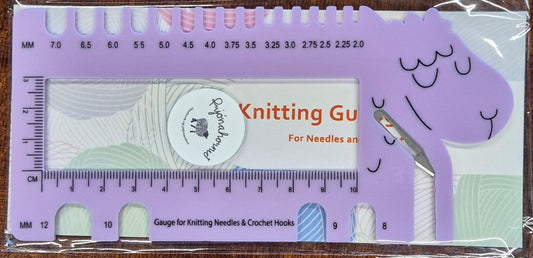 MM 7.0 6.5 6.0 5.5 5.0 4.5 4.0 3.75 3.5 3.25 3.0 2.75 2.5 2.25 2.0
3
2
1
Knitting Gu
For Needles an
CM 1 2 3 4 5 6 7 8 9 10
MM 12 10 Gauge for Knitting Needles & Crochet Hooks 9 8